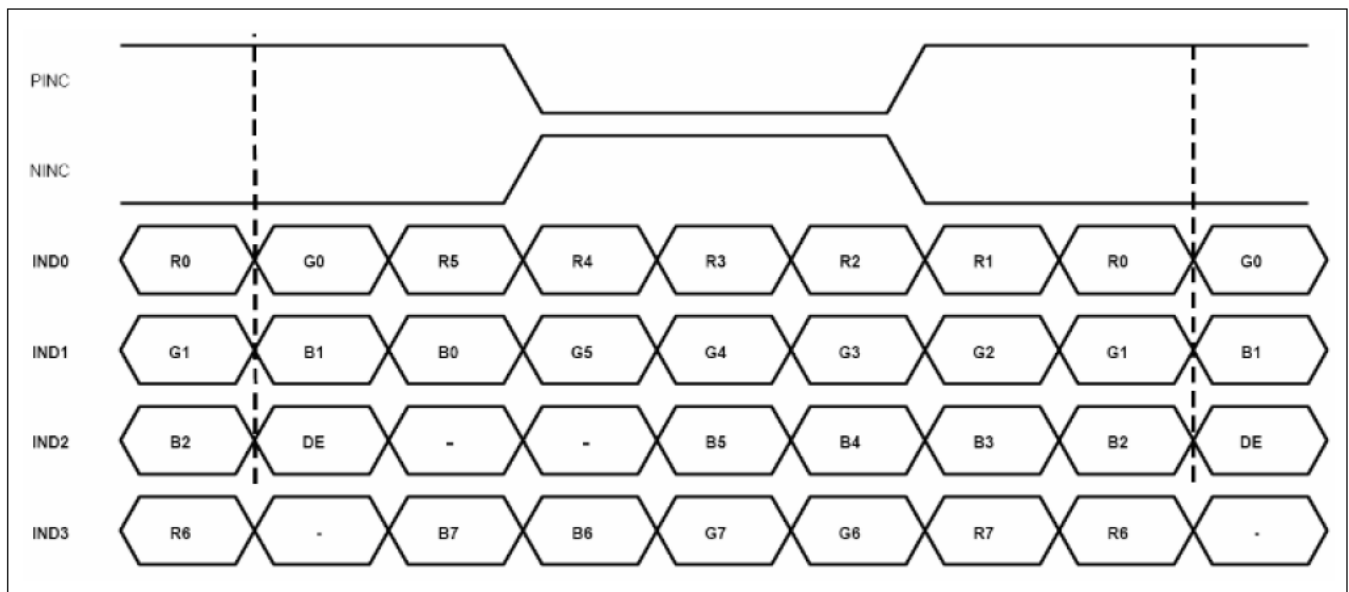 PINC
NINC
IND0 R0 G0 R5 R4 R3 R2 R1 R0 G0
IND1 G1 B1 B0 G5 G4 G3 G2 G1 B1
IND2 B2 DE - - B5 B4 B3 B2 DE
IND3 R6 - B7 B6 G7 G6 R7 R6 -